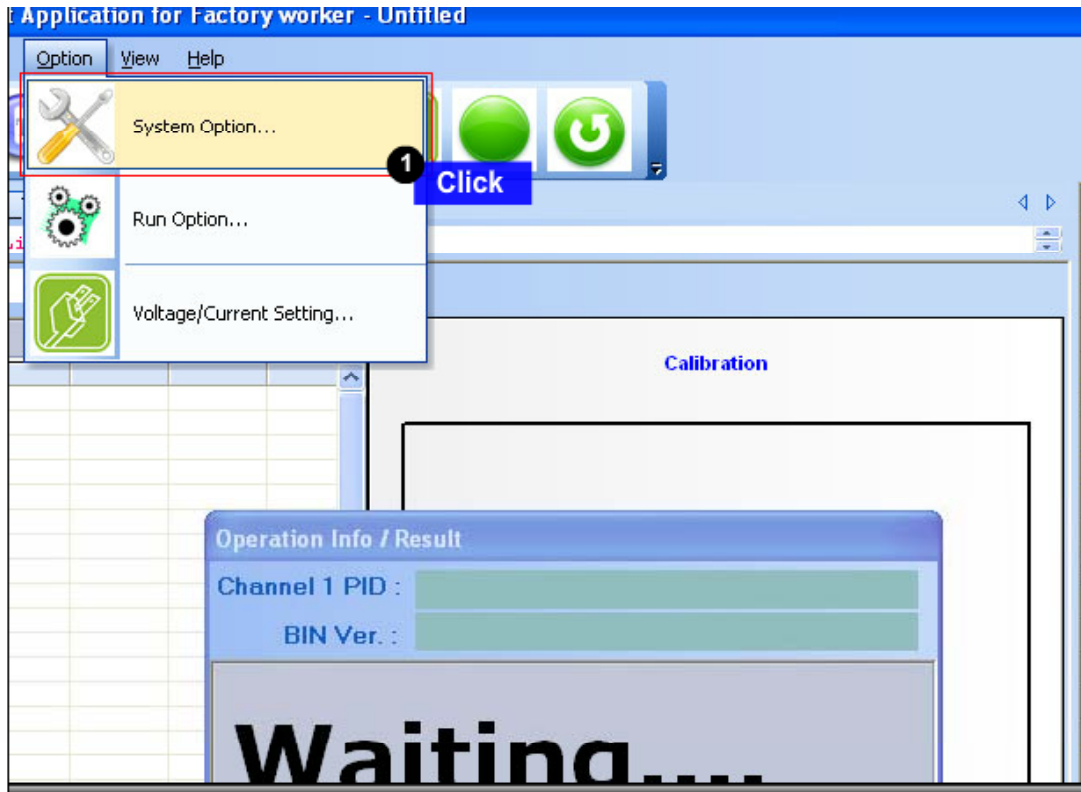 t Application for Factory worker - Untitled
Option View Help
System Option...
1
Click
Run Option...
Voltage/Current Setting...
Calibration
Operation Info / Result
Channel 1 PID :
BIN Ver. :
Waiting....